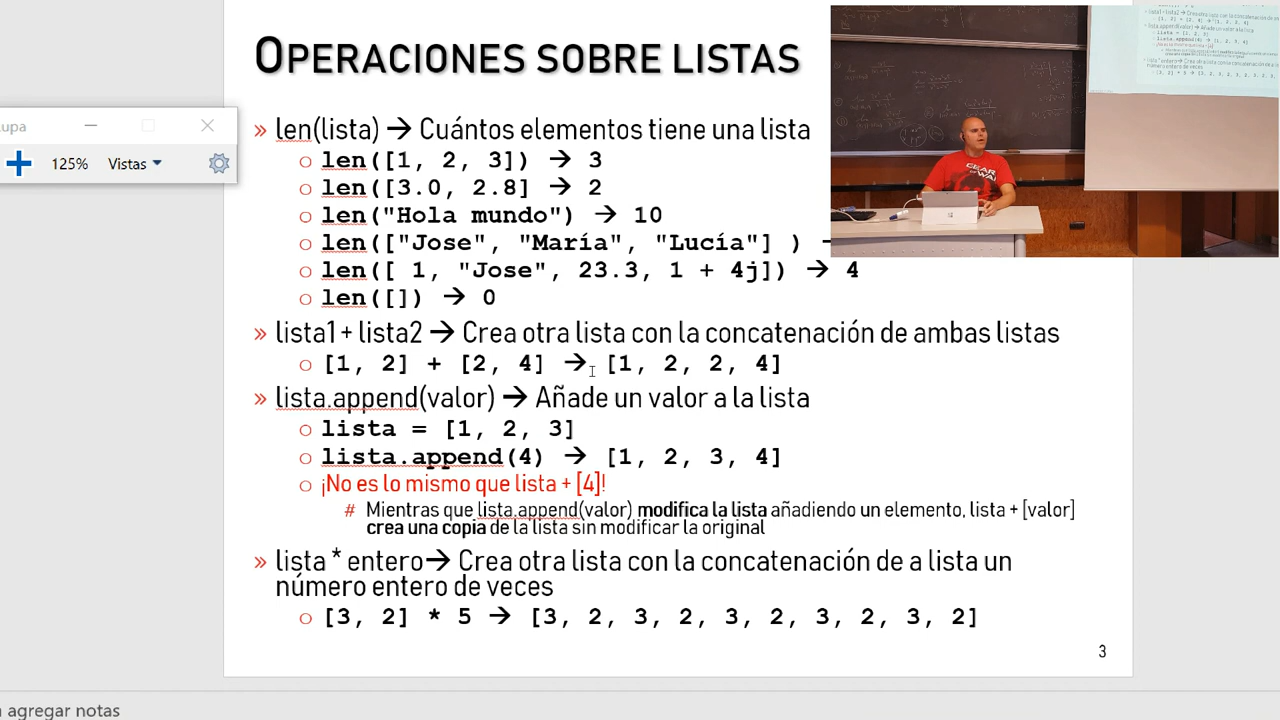 OPERACIONES SOBRE LISTAS
» len(lista) → Cuántos elementos tiene una lista
o len([1, 2, 3]) → 3
o len([3.0, 2.8] → 2
o len("Hola mundo") → 10
o len(["Jose", "María", "Lucía"] ) →
o len([ 1, "Jose", 23.3, 1 + 4j]) → 4
o len([]) → 0
» lista1 + lista2 → Crea otra lista con la concatenación de ambas listas
o [1, 2] + [2, 4] → [1, 2, 2, 4]
» lista.append(valor) → Añade un valor a la lista
o lista = [1, 2, 3]
o lista.append(4) → [1, 2, 3, 4]
o ¡No es lo mismo que lista + [4]!
# Mientras que lista.append(valor) modifica la lista añadiendo un elemento, lista + [valor]
crea una copia de la lista sin modificar la original
» lista * entero → Crea otra lista con la concatenación de a lista un
número entero de veces
o [3, 2] * 5 → [3, 2, 3, 2, 3, 2, 3, 2, 3, 2]
3
upa
125% Vistas
agregar notas
GEARS